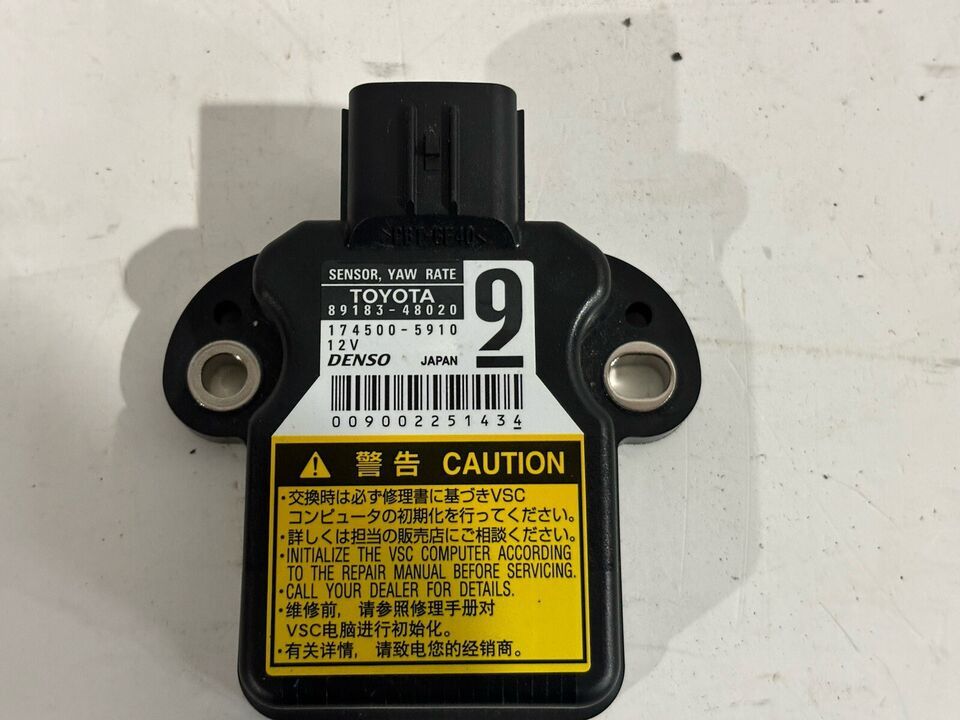 >PBT-GF40<
SENSOR, YAW RATE
TOYOTA
89183-48020
9
174500-5910
12V
DENSO JAPAN
009002251434
警告 CAUTION
・交換時は必ず修理書に基づきVSC
コンピュータの初期化を行ってください。
・詳しくは担当の販売店にご相談ください。
・INITIALIZE THE VSC COMPUTER ACCORDING
TO THE REPAIR MANUAL BEFORE SERVICING.
・CALL YOUR DEALER FOR DETAILS.
・维修前，请参照修理手册对
VSC电脑进行初始化。
・有关详情，请致电您的经销商。